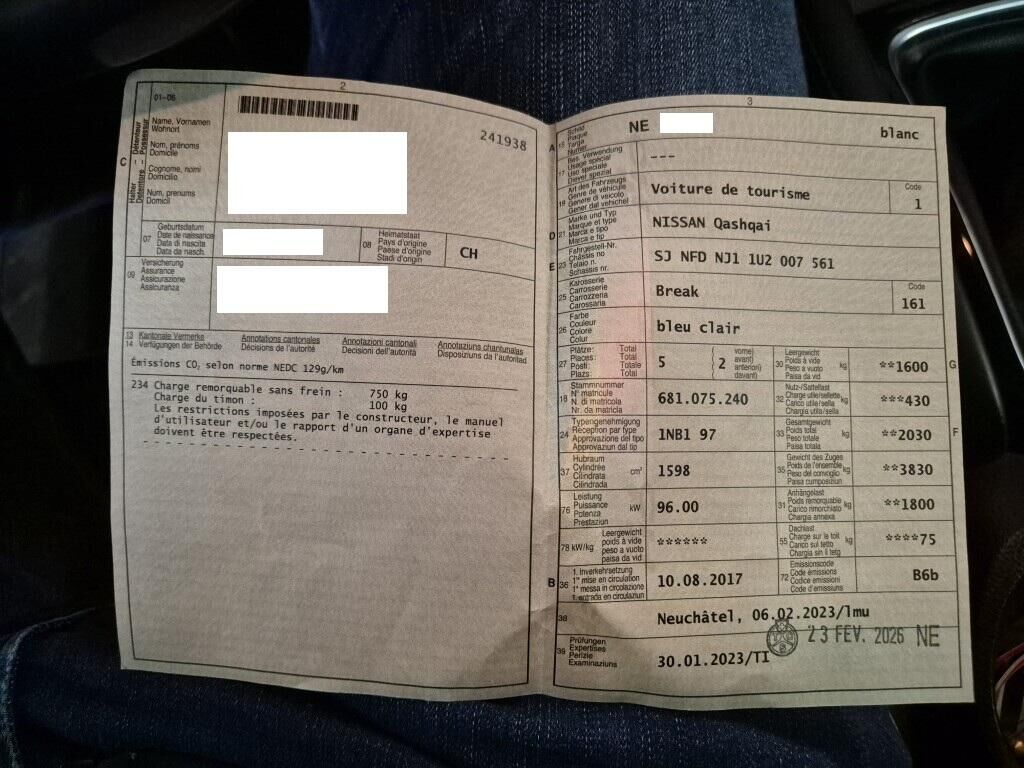 2
01-06
C
Halter Détenteur
Detentore Possessur
Name, Vornamen
Wohnort
Nom, prénoms
Domicile
Cognome, nomi
Domicilio
Num, prenums
Domicil
241938
07
Geburtsdatum
Date de naissance
Data di nascita
Data da nasch.
08
Heimatstaat
Pays d'origine
Paese d'origine
Stadi d'origin
CH
09
Versicherung
Assurance
Assicurazione
Assicuranza
13 Kantonale Vermerke Annotations cantonales Annotazioni cantonali Annotaziuns chantunalas
14 Verfügungen der Behörde Décisions de l'autorité Decisioni dell'autorità Disposiziuns da l'autoritad
Émissions CO2 selon norme NEDC 129g/km
234 Charge remorquable sans frein : 750 kg
Charge du timon : 100 kg
Les restrictions imposées par le constructeur, le manuel
d'utilisateur et/ou le rapport d'un organe d'expertise
doivent être respectées.
3
A 15
Schild
Plaque
Targa
Numer
NE
blanc
17
Bes. Verwendung
Usage spécial
Uso speciale
Diever spezial
---
19
Art des Fahrzeugs
Genre de véhicule
Genere di veicolo
Gener dal vehichel
Voiture de tourisme
Code
1
D 21
Marke und Typ
Marque et type
Marca e tipo
Marca e tip
NISSAN Qashqai
E 23
Fahrgestell-Nr.
Châssis no
Telaio n.
Schassis nr.
SJ NFD NJ1 1U2 007 561
25
Karosserie
Carrosserie
Carrozzeria
Carossaria
Break
Code
161
26
Farbe
Couleur
Colore
Colur
bleu clair
27
Plätze: Total
Places: Total
Posti: Totale
Plazs: Total
5
2
vorne)
avant)
anteriori)
davant)
30
Leergewicht
Poids à vide
Peso a vuoto
Paisa da vid
kg
**1600
G
18
Stammnummer
N° matricule
N. di matricola
Nr. da matricla
681.075.240
32
Nutz-/Sattellast
Charge utile/sellette
Carico utile/sella
Chargia utila/sella
kg
***430
24
Typengenehmigung
Réception par type
Approvazione del tipo
Approvaziun dal tip
1NB1 97
33
Gesamtgewicht
Poids total
Peso totale
Paisa totala
kg
**2030
F
37
Hubraum
Cylindrée
Cilindrata
Cilindrada
cm³
1598
35
Gewicht des Zuges
Poids de l'ensemble
Peso del convoglio
Paisa cumposiziun
kg
**3830
76
Leistung
Puissance
Potenza
Prestaziun
kW
96.00
31
Anhängelast
Poids remorquable
Carico rimorchiato
Chargia annexa
kg
**1800
78 kW/kg
Leergewicht
poids à vide
peso a vuoto
paisa da vid
******
55
Dachlast
Charge sur le toit
Carico sul tetto
Chargia sin il tetg
kg
****75
B 36
1. Inverkehrsetzung
1re mise en circulation
1a messa in circolazione
1. entrada en circulaziun
10.08.2017
72
Emissionscode
Code émissions
Codice emissioni
Code d'emissiuns
B6b
38
Neuchâtel, 06.02.2023/lmu
39
Prüfungen
Expertises
Perizie
Examinaziuns
30.01.2023/TI
23 FEV. 2026 NE